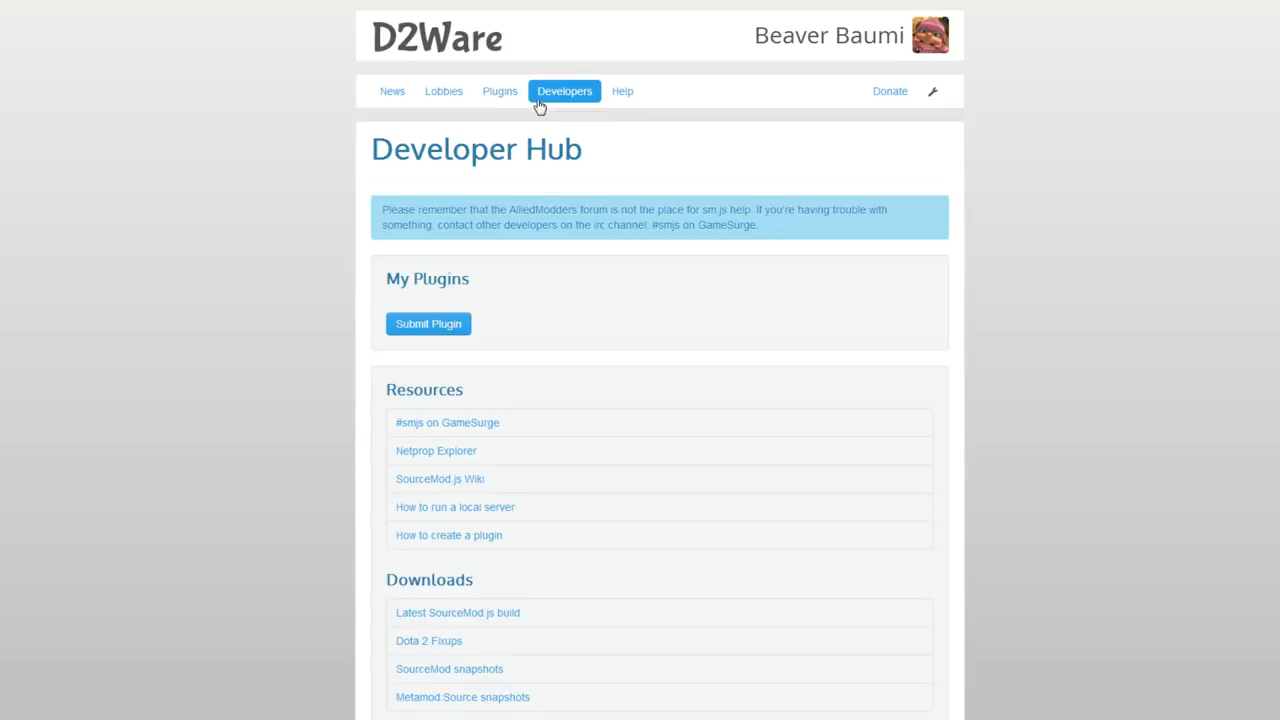 D2Ware
Beaver Baumi
News Lobbies Plugins Developers Help Donate
Developer Hub
Please remember that the AlliedModders forum is not the place for sm.js help. If you're having trouble with
something, contact other developers on the irc channel: #smjs on GameSurge.
My Plugins
Submit Plugin
Resources
#smjs on GameSurge
Netprop Explorer
SourceMod.js Wiki
How to run a local server
How to create a plugin
Downloads
Latest SourceMod.js build
Dota 2 Fixups
SourceMod snapshots
Metamod:Source snapshots